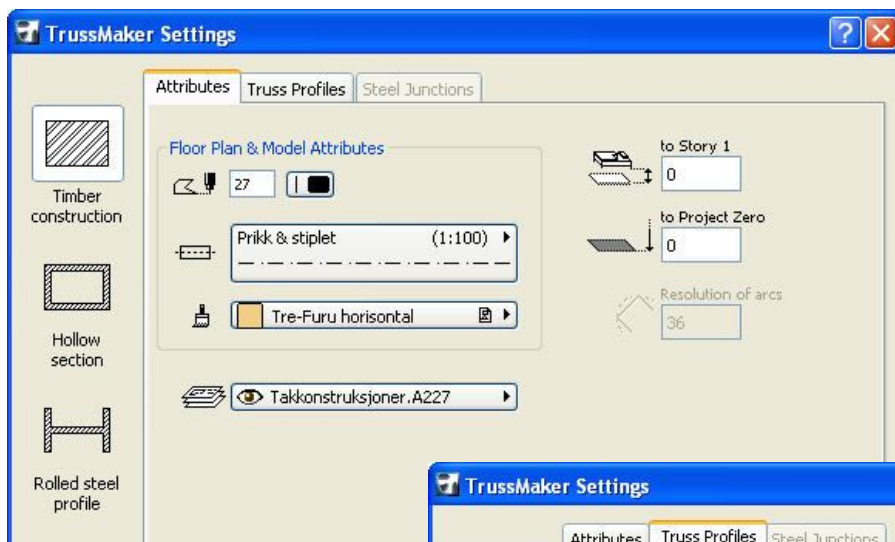 TrussMaker Settings
Attributes Truss Profiles Steel Junctions
Timber
construction
Hollow
section
Rolled steel
profile
Floor Plan & Model Attributes
27
Prikk & stiplet (1:100)
Tre-Furu horisontal
Takkonstruksjoner.A227
to Story 1
0
to Project Zero
0
Resolution of arcs
36
TrussMaker Settings
Attributes Truss Profiles Steel Junctions